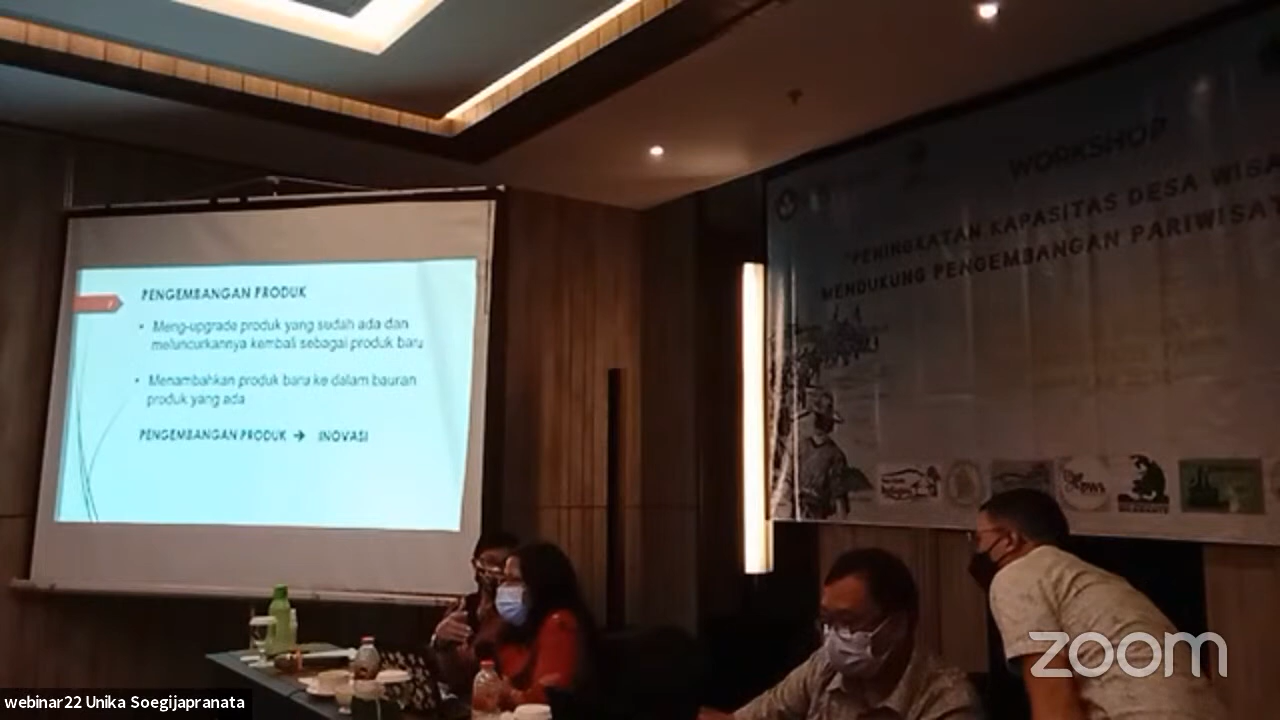 PENGEMBANGAN PRODUK
• Meng-upgrade produk yang sudah ada dan
meluncurkannya kembali sebagai produk baru
• Menambahkan produk baru ke dalam bauran
produk yang ada
PENGEMBANGAN PRODUK → INOVASI
WORKSHOP
"PENINGKATAN KAPASITAS DESA WISA
MENDUKUNG PENGEMBANGAN PARIWISAT
zoom
webinar22 Unika Soegijapranata